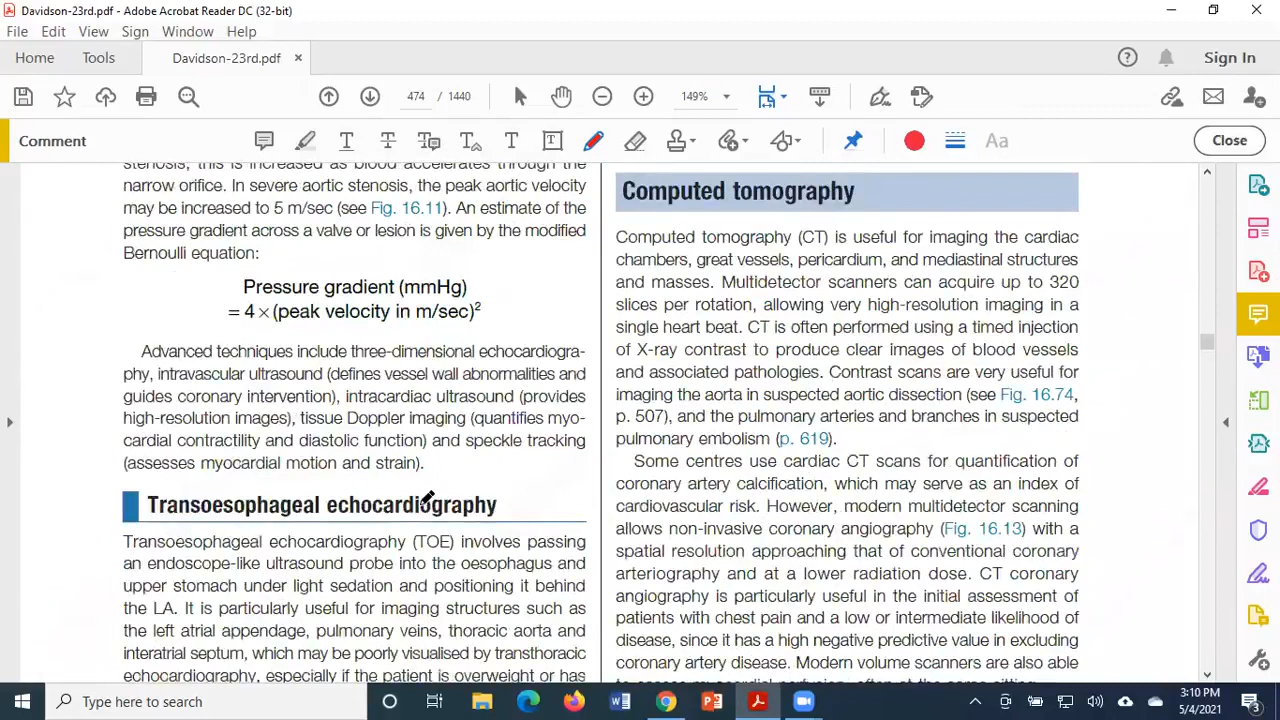 Davidson-23rd.pdf - Adobe Acrobat Reader DC (32-bit)
File Edit View Sign Window Help
Home Tools Davidson-23rd.pdf × Sign In
474 / 1440 149%
Comment Aa Close
stenosis, this is increased as blood accelerates through the
narrow orifice. In severe aortic stenosis, the peak aortic velocity
may be increased to 5 m/sec (see Fig. 16.11). An estimate of the
pressure gradient across a valve or lesion is given by the modified
Bernoulli equation:
Pressure gradient (mmHg)
= 4 × (peak velocity in m/sec)²
Advanced techniques include three-dimensional echocardiogra-
phy, intravascular ultrasound (defines vessel wall abnormalities and
guides coronary intervention), intracardiac ultrasound (provides
high-resolution images), tissue Doppler imaging (quantifies myo-
cardial contractility and diastolic function) and speckle tracking
(assesses myocardial motion and strain).
Transoesophageal echocardiography
Transoesophageal echocardiography (TOE) involves passing
an endoscope-like ultrasound probe into the oesophagus and
upper stomach under light sedation and positioning it behind
the LA. It is particularly useful for imaging structures such as
the left atrial appendage, pulmonary veins, thoracic aorta and
interatrial septum, which may be poorly visualised by transthoracic
echocardiography, especially if the patient is overweight or has
Computed tomography
Computed tomography (CT) is useful for imaging the cardiac
chambers, great vessels, pericardium, and mediastinal structures
and masses. Multidetector scanners can acquire up to 320
slices per rotation, allowing very high-resolution imaging in a
single heart beat. CT is often performed using a timed injection
of X-ray contrast to produce clear images of blood vessels
and associated pathologies. Contrast scans are very useful for
imaging the aorta in suspected aortic dissection (see Fig. 16.74,
p. 507), and the pulmonary arteries and branches in suspected
pulmonary embolism (p. 619).
Some centres use cardiac CT scans for quantification of
coronary artery calcification, which may serve as an index of
cardiovascular risk. However, modern multidetector scanning
allows non-invasive coronary angiography (Fig. 16.13) with a
spatial resolution approaching that of conventional coronary
arteriography and at a lower radiation dose. CT coronary
angiography is particularly useful in the initial assessment of
patients with chest pain and a low or intermediate likelihood of
disease, since it has a high negative predictive value in excluding
coronary artery disease. Modern volume scanners are also able
Type here to search
3:10 PM
5/4/2021
3